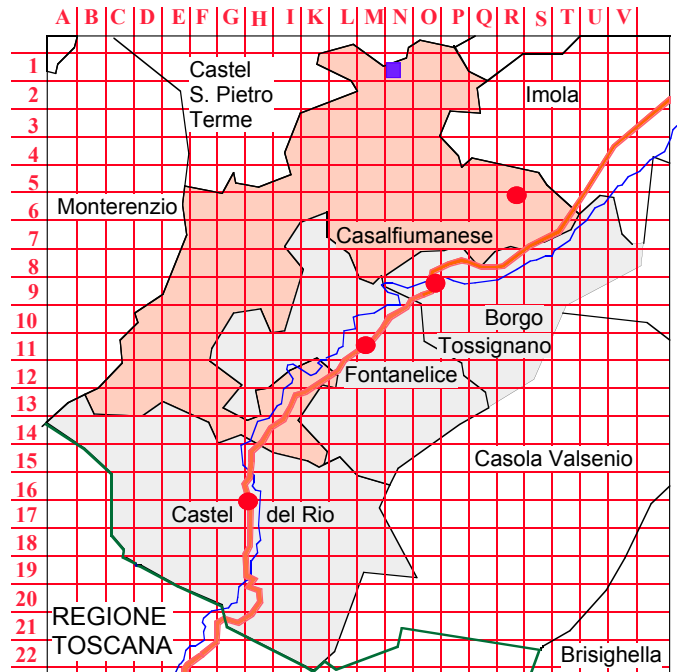 A B C D E F G H I K L M N O P Q R S T U V
1
2
3
4
5
6
7
8
9
10
11
12
13
14
15
16
17
18
19
20
21
22
Castel
S. Pietro
Terme
Imola
Monterenzio
Casalfiumanese
Borgo
Tossignano
Fontanelice
Casola Valsenio
Castel del Rio
REGIONE
TOSCANA
Brisighella